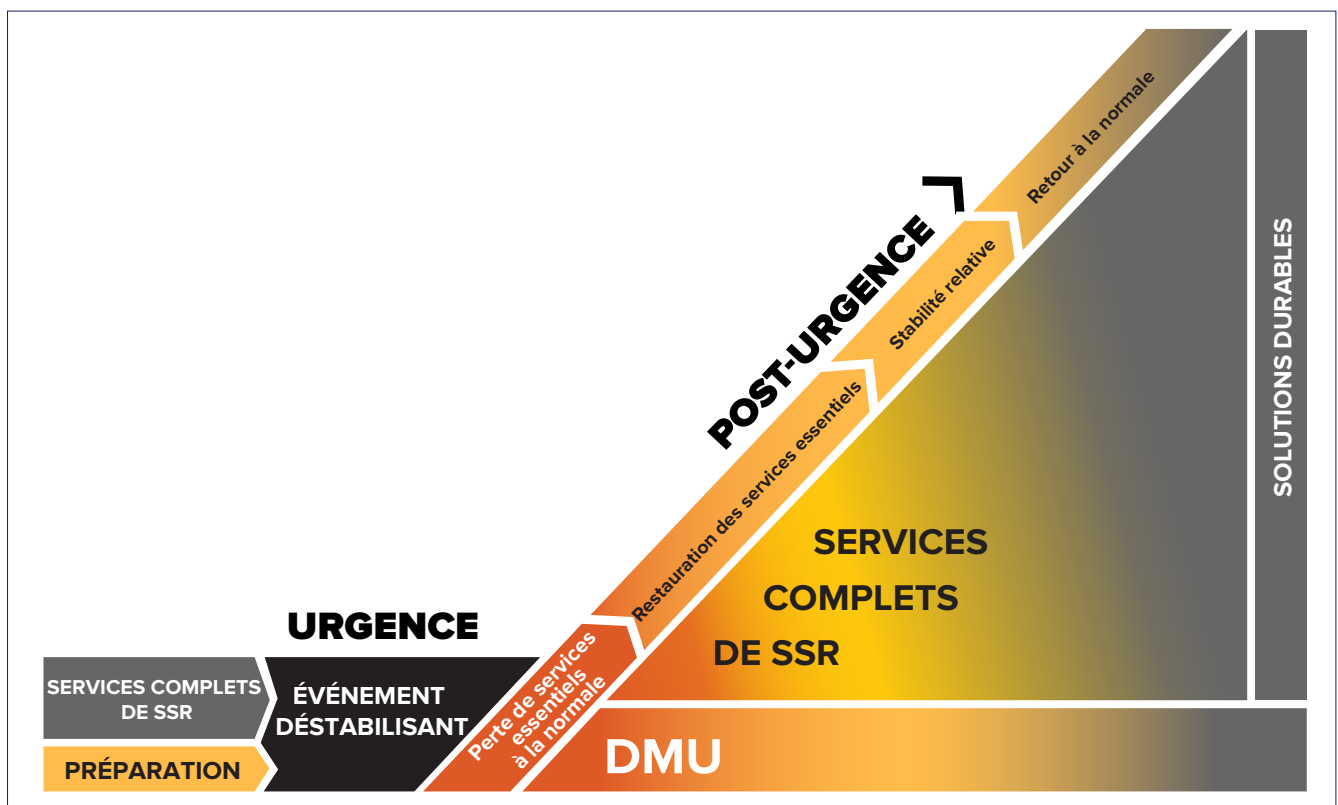 URGENCE
SERVICES COMPLETS
DE SSR
PRÉPARATION
ÉVÉNEMENT
DÉSTABILISANT
Perte de services
essentiels
à la normale
Restauration des services essentiels
Stabilité relative
Retour à la normale
POST-URGENCE
SERVICES
COMPLETS
DE SSR
DMU
SOLUTIONS DURABLES